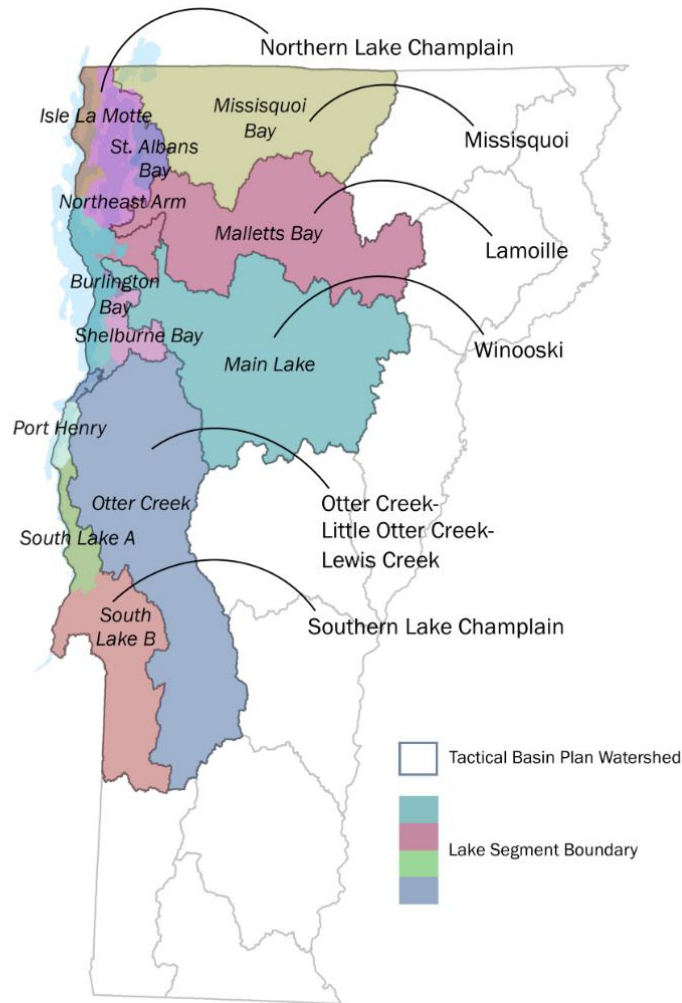 Northern Lake Champlain
Isle La Motte
Missisquoi
Bay
Missisquoi
St. Albans
Bay
Northeast Arm
Malletts Bay
Lamoille
Burlington
Bay
Shelburne Bay
Main Lake
Winooski
Port Henry
Otter Creek
Otter Creek-
Little Otter Creek-
Lewis Creek
South Lake A
South
Lake B
Southern Lake Champlain
Tactical Basin Plan Watershed
Lake Segment Boundary